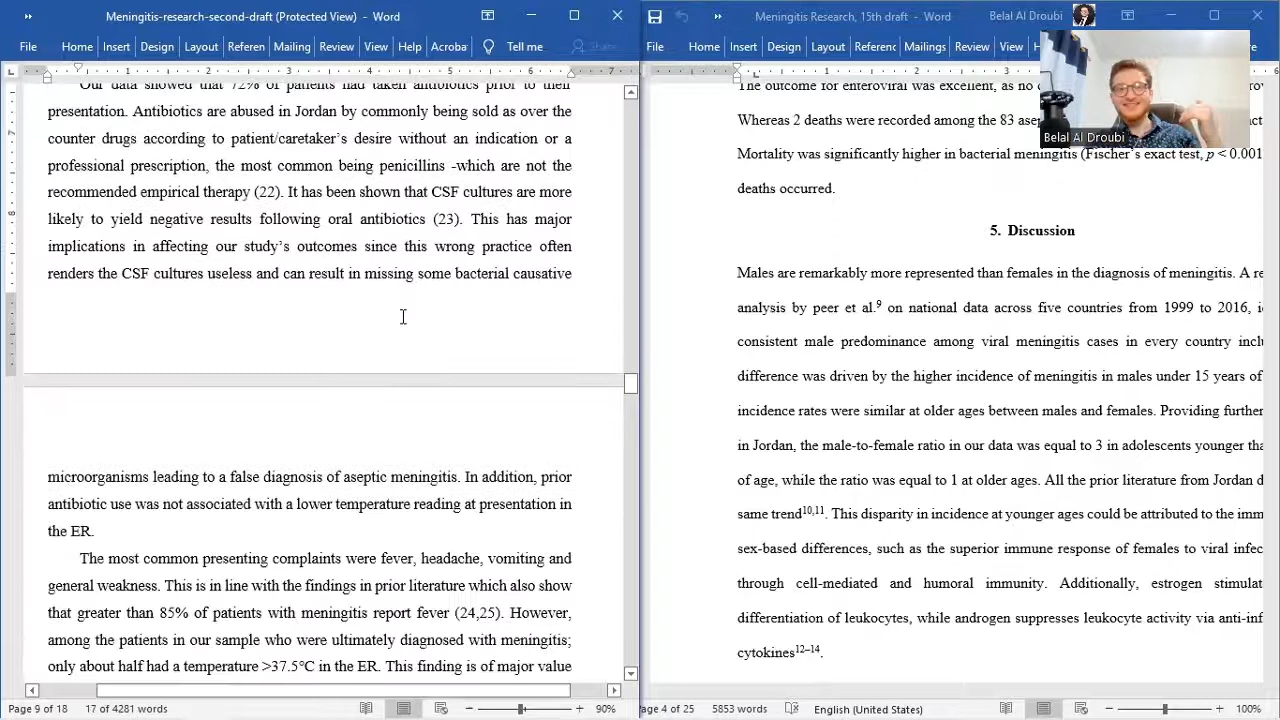 Meningitis-research-second-draft (Protected View) - Word
File Home Insert Design Layout Referen Mailing Review View Help Acroba Tell me Share
1 2 3 4 5 6 7
Our data showed that 72% of patients had taken antibiotics prior to their
presentation. Antibiotics are abused in Jordan by commonly being sold as over the
counter drugs according to patient/caretaker's desire without an indication or a
professional prescription, the most common being penicillins -which are not the
recommended empirical therapy (22). It has been shown that CSF cultures are more
likely to yield negative results following oral antibiotics (23). This has major
implications in affecting our study's outcomes since this wrong practice often
renders the CSF cultures useless and can result in missing some bacterial causative
microorganisms leading to a false diagnosis of aseptic meningitis. In addition, prior
antibiotic use was not associated with a lower temperature reading at presentation in
the ER.
The most common presenting complaints were fever, headache, vomiting and
general weakness. This is in line with the findings in prior literature which also show
that greater than 85% of patients with meningitis report fever (24,25). However,
among the patients in our sample who were ultimately diagnosed with meningitis;
only about half had a temperature >37.5°C in the ER. This finding is of major value
Page 9 of 18 17 of 4281 words 90%
Meningitis Research, 15th draft - Word Belal Al Droubi
File Home Insert Design Layout Referenc Mailings Review View H
1 2 3
Belal Al Droubi
The outcome for enteroviral was excellent, as no
Whereas 2 deaths were recorded among the 83
Mortality was significantly higher in bacterial meningitis (Fischer's exact test, p < 0.001
deaths occurred.
5. Discussion
Males are remarkably more represented than females in the diagnosis of meningitis. A re
analysis by peer et al.9 on national data across five countries from 1999 to 2016, i
consistent male predominance among viral meningitis cases in every country incl
difference was driven by the higher incidence of meningitis in males under 15 years of
incidence rates were similar at older ages between males and females. Providing further
in Jordan, the male-to-female ratio in our data was equal to 3 in adolescents younger tha
of age, while the ratio was equal to 1 at older ages. All the prior literature from Jordan d
same trend10,11. This disparity in incidence at younger ages could be attributed to the imm
sex-based differences, such as the superior immune response of females to viral infec
through cell-mediated and humoral immunity. Additionally, estrogen stimulat
differentiation of leukocytes, while androgen suppresses leukocyte activity via anti-inf
cytokines12–14.
Page 4 of 25 5853 words English (United States) 100%